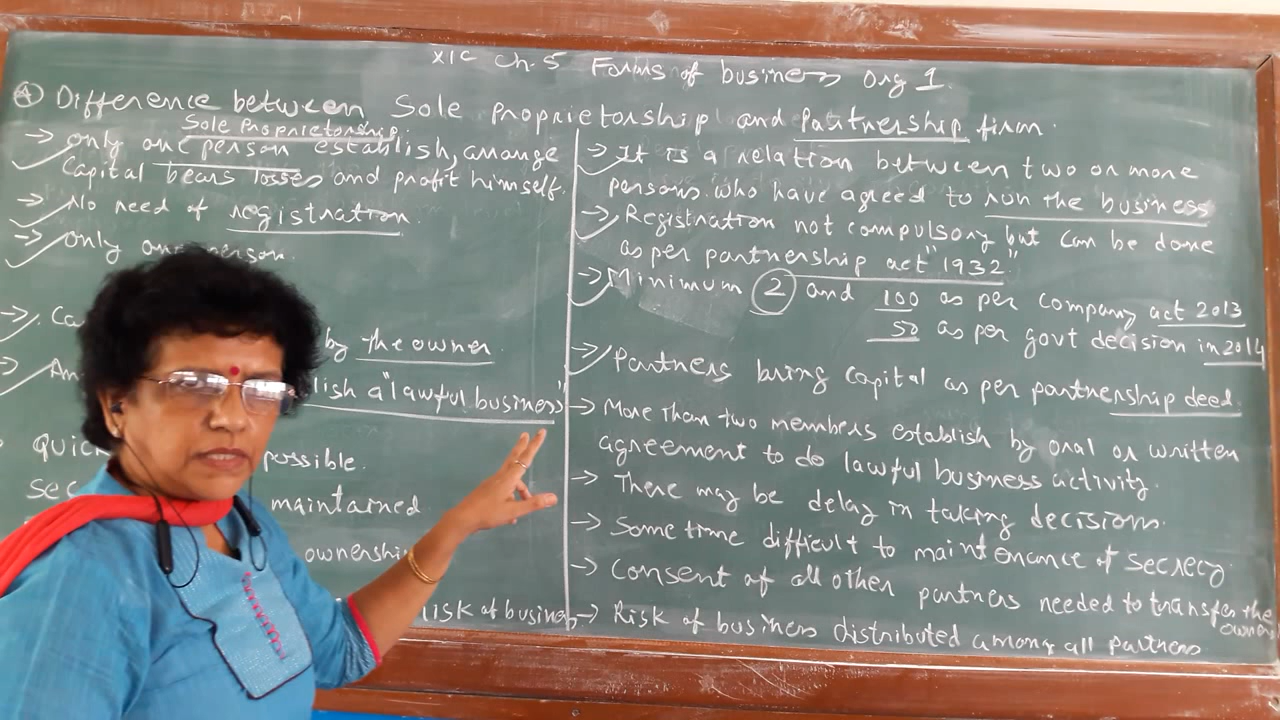 XIC Ch. 5 Forms of business org 1.
(A) Difference between Sole Proprietorship and Partnership firm.
Sole Proprietorship.
→ only one person establish, arrange
Capital bears losses and profit himself.
→ No need of registration.
→ only one person.
→. Ca
by the owner.
→ An
lish a "lawful business"
quic
possible.
sec
maintained
ownership
risk of business
→ It is a relation between two or more
persons who have agreed to run the business
→ Registration not compulsory but can be done
as per partnership act "1932"
→ Minimum 2 and 100 as per company act 2013
50 as per govt decision in 2014
→ Partners bring capital as per partnership deed.
→ More than two members establish by oral or written
agreement to do lawful business activity.
→ There may be delay in taking decisions.
→ Some time difficult to maintenance of secrecy.
→ Consent of all other partners needed to transfer the
owner
→ Risk of business distributed among all partners